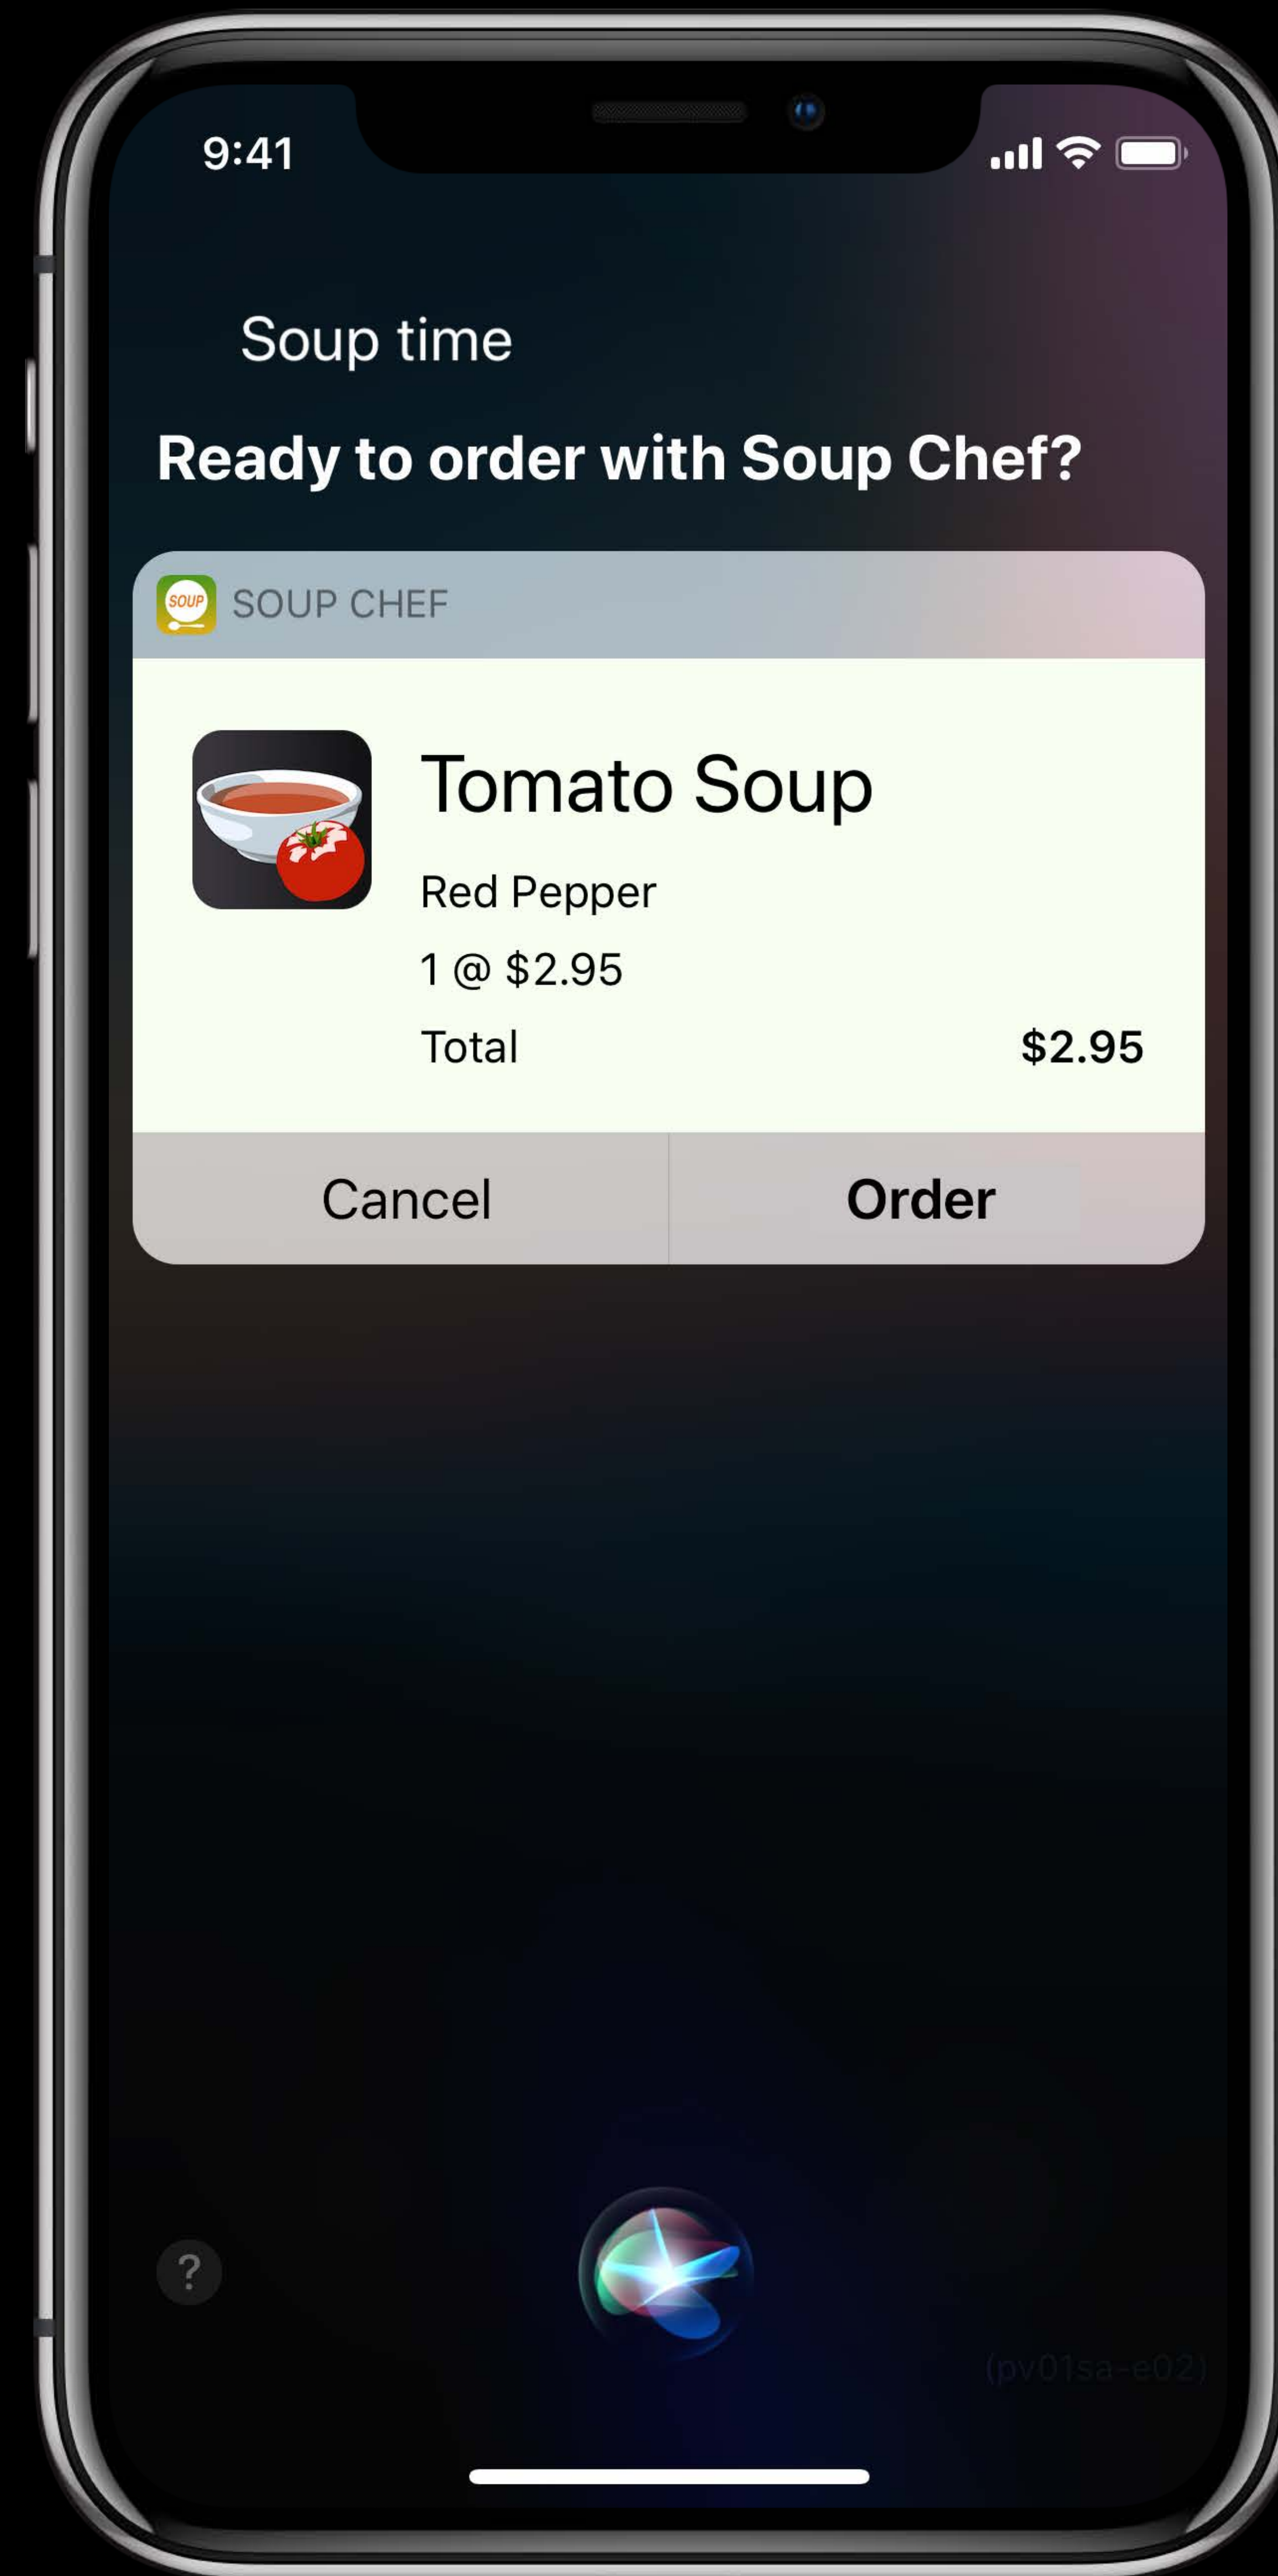 9:41
Soup time
Ready to order with Soup Chef?
SOUP
SOUP CHEF
Tomato Soup
Red Pepper
1 @ $2.95
Total $2.95
Cancel Order
?
(pv01sa-e02)